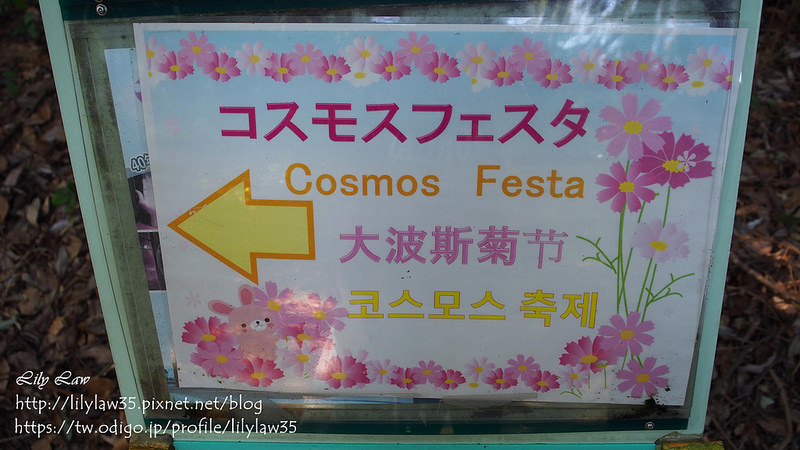 コスモスフェスタ
Cosmos Festa
大波斯菊节
코스모스 축제
405
Lily Law
http://lilylaw35.pixnet.net/blog
https://tw.odigo.jp/profile/lilylaw35